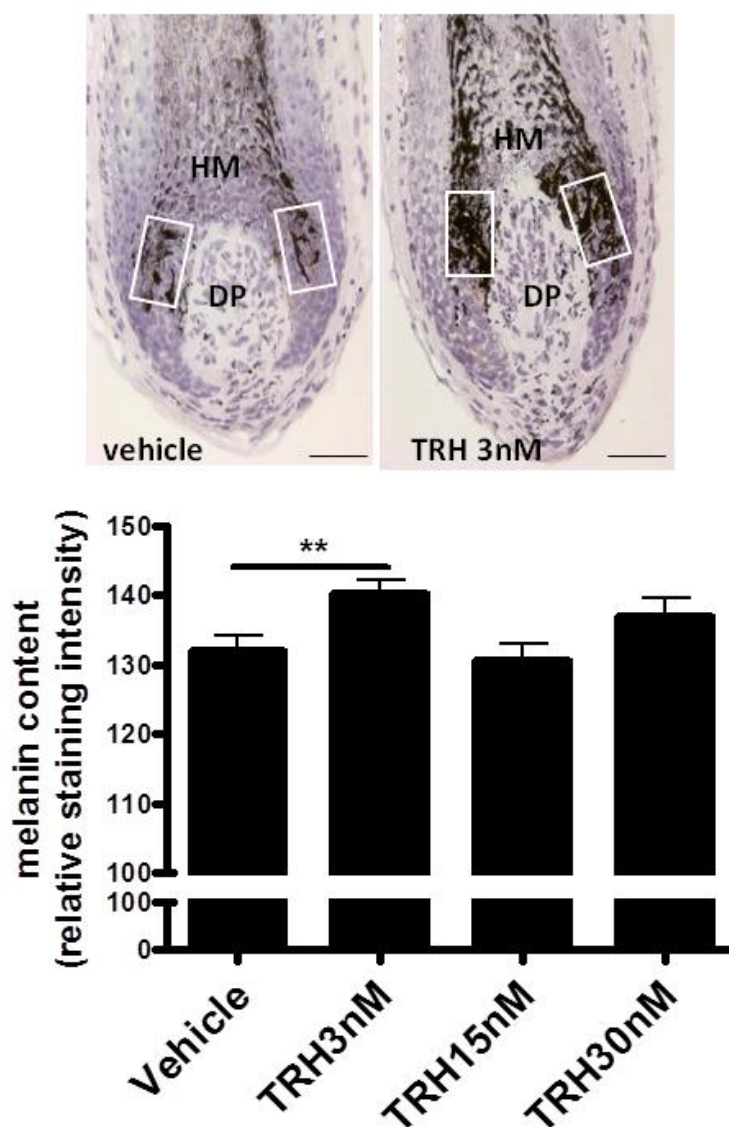 HM
DP
vehicle
HM
DP
TRH 3nM
melanin content
(relative staining intensity)
150
140
130
120
110
100
100
0
**
Vehicle
TRH3nM
TRH15nM
TRH30nM